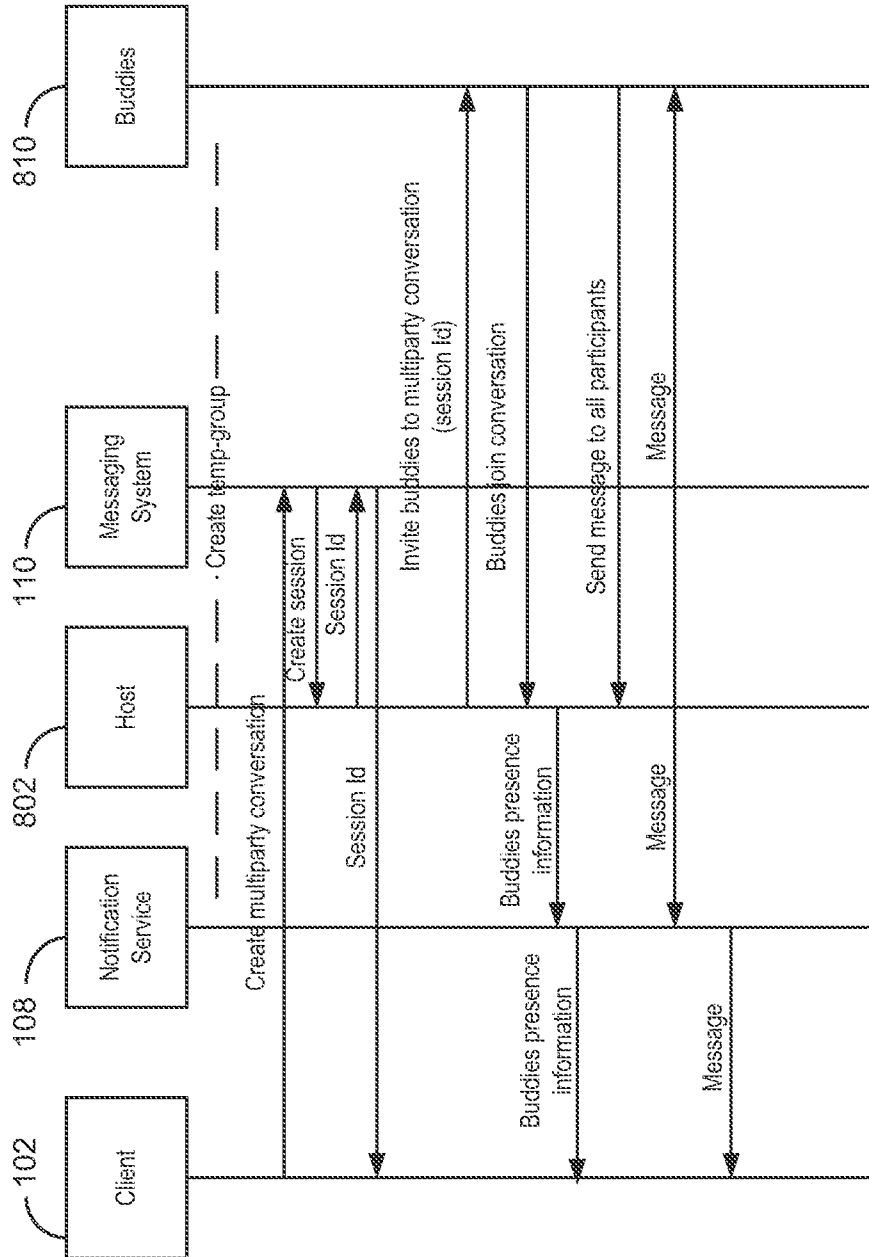 102
Client
108
Notification
Service
802
Host
110
Messaging
System
810
Buddies
Create temp-group
Create multiparty conversation
Create session
Session Id
Session Id
Invite buddies to multiparty conversation
(session Id)
Buddies join conversation
Buddies presence
information
Buddies presence
information
Send message to all participants
Message
Message
Message